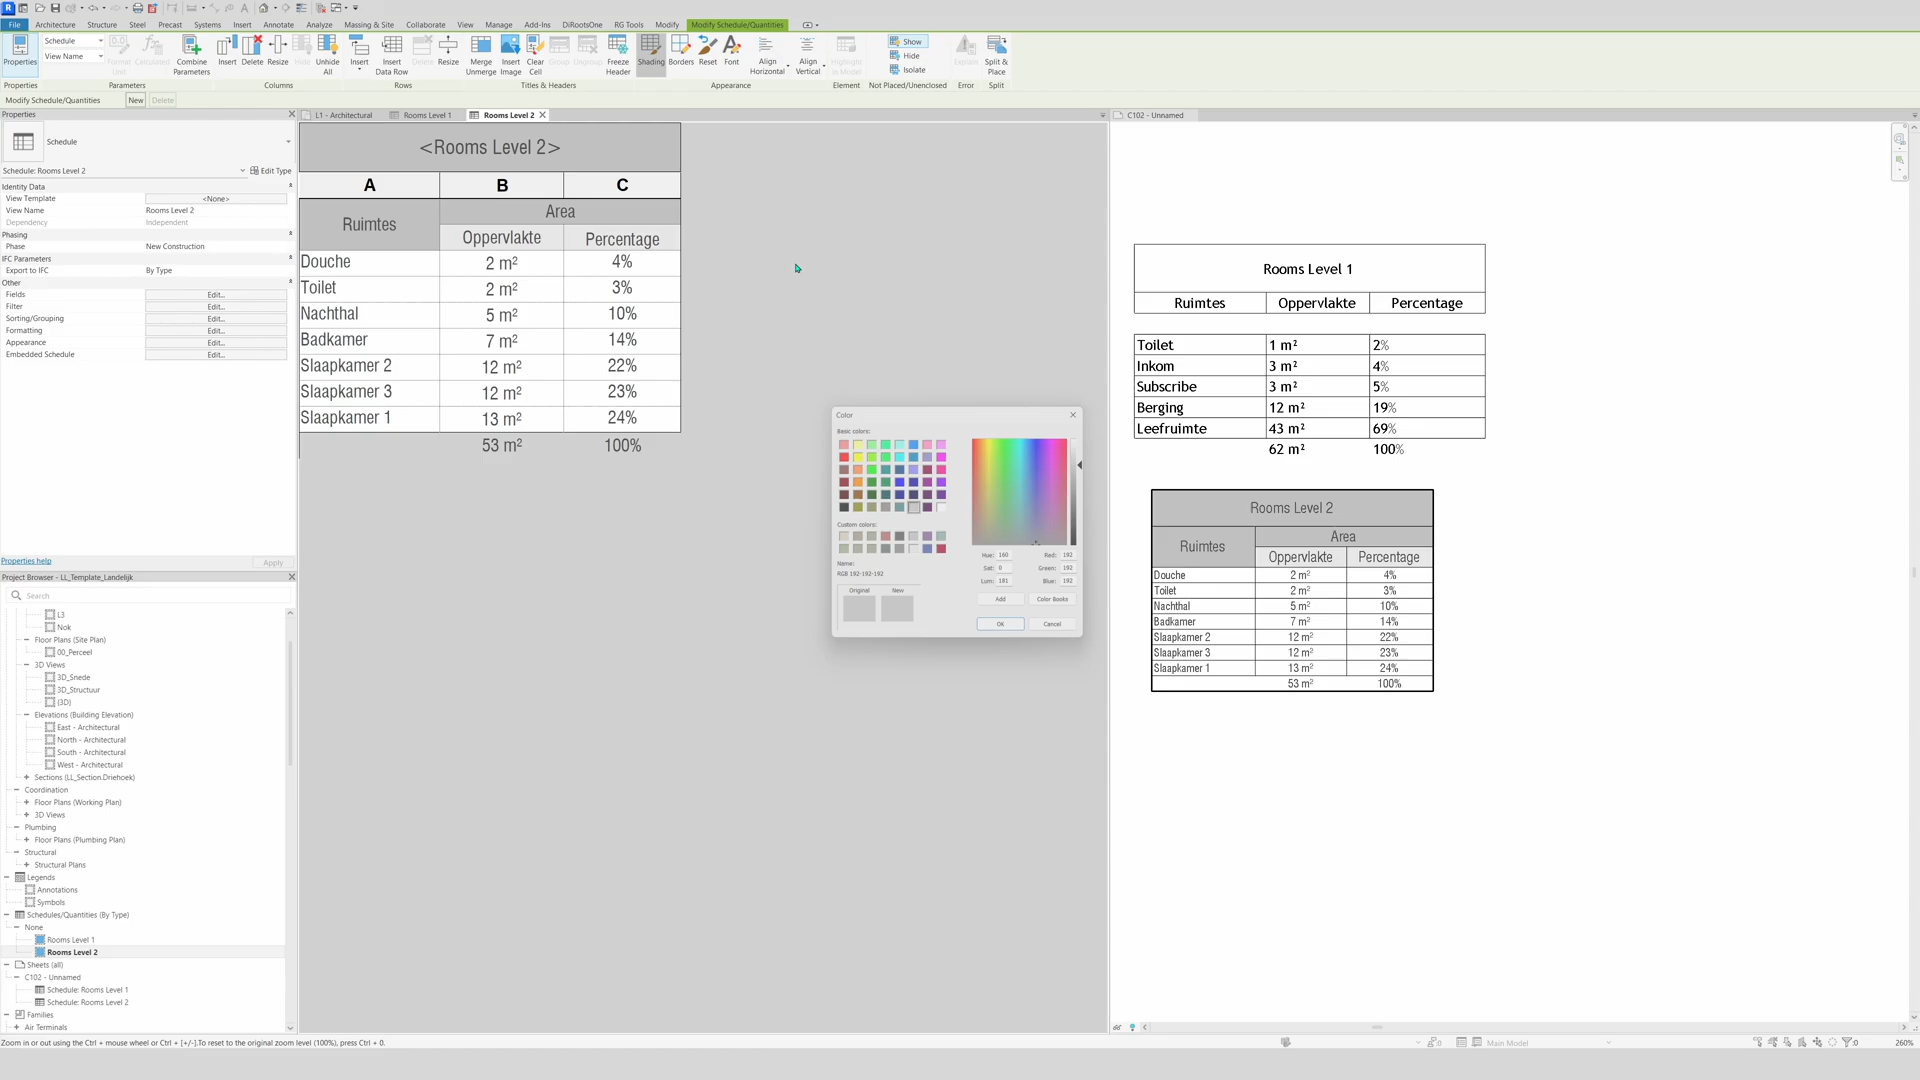 File Architecture Structure Steel Precast Systems Insert Annotate Analyze Massing & Site Collaborate View Manage Add-Ins DiRootsOne RG Tools Modify Modify Schedule/Quantities
Properties
Schedule
View Name
Format Unit
Calculated
Combine Parameters
Insert Delete Resize Hide Unhide All
Insert
Insert Data Row
Delete Resize
Merge Unmerge
Insert Image
Clear Cell
Group Ungroup
Freeze Header
Shading Borders Reset Font
Align Horizontal
Align Vertical
Highlight in Model
Show
Hide
Isolate
Explain
Split & Place
Properties Parameters Columns Rows Titles & Headers Appearance Element Not Placed/Unenclosed Error Split
Modify Schedule/Quantities New Delete
Properties
Schedule
Schedule: Rooms Level 2 Edit Type
Identity Data
View Template <None>
View Name Rooms Level 2
Dependency Independent
Phasing
Phase New Construction
IFC Parameters
Export to IFC By Type
Other
Fields Edit...
Filter Edit...
Sorting/Grouping Edit...
Formatting Edit...
Appearance Edit...
Embedded Schedule Edit...
Properties help Apply
Project Browser - LL_Template_Landelijk
Search
L3
Nok
Floor Plans (Site Plan)
00_Perceel
3D Views
3D_Snede
3D_Structuur
{3D}
Elevations (Building Elevation)
East - Architectural
North - Architectural
South - Architectural
West - Architectural
Sections (LL_Section.Driehoek)
Coordination
Floor Plans (Working Plan)
3D Views
Plumbing
Floor Plans (Plumbing Plan)
Structural
Structural Plans
Legends
Annotations
Symbols
Schedules/Quantities (By Type)
None
Rooms Level 1
Rooms Level 2
Sheets (all)
C102 - Unnamed
Schedule: Rooms Level 1
Schedule: Rooms Level 2
Families
Air Terminals
L1 - Architectural Rooms Level 1 Rooms Level 2
<Rooms Level 2>
A B C
Ruimtes Area
Oppervlakte Percentage
Douche 2 m² 4%
Toilet 2 m² 3%
Nachthal 5 m² 10%
Badkamer 7 m² 14%
Slaapkamer 2 12 m² 22%
Slaapkamer 3 12 m² 23%
Slaapkamer 1 13 m² 24%
53 m² 100%
Color
Basic colors:
Custom colors:
Name:
RGB 192-192-192
Original New
Hue: 160 Red: 192
Sat: 0 Green: 192
Lum: 181 Blue: 192
Add Color Books
OK Cancel
C102 - Unnamed
Rooms Level 1
Ruimtes Oppervlakte Percentage
Toilet 1 m² 2%
Inkom 3 m² 4%
Subscribe 3 m² 5%
Berging 12 m² 19%
Leefruimte 43 m² 69%
62 m² 100%
Rooms Level 2
Ruimtes Area
Oppervlakte Percentage
Douche 2 m² 4%
Toilet 2 m² 3%
Nachthal 5 m² 10%
Badkamer 7 m² 14%
Slaapkamer 2 12 m² 22%
Slaapkamer 3 12 m² 23%
Slaapkamer 1 13 m² 24%
53 m² 100%
Zoom in or out using the Ctrl + mouse wheel or Ctrl + [+/-].To reset to the original zoom level (100%), press Ctrl + 0.
:0 Main Model :0 260%